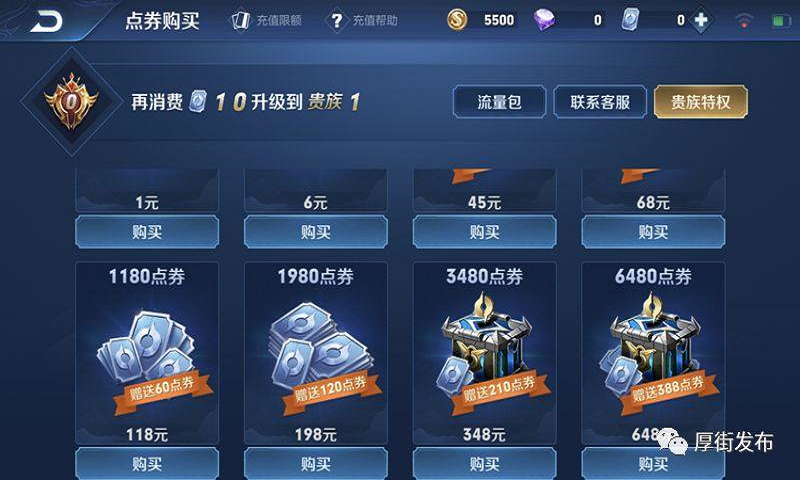 点券购买 充值限额 充值帮助 5500 0 0
0 再消费 10升级到 贵族 1 流量包 联系客服 贵族特权
1元 6元 45元 68元
购买 购买 购买 购买
1180点券 1980点券 3480点券 6480点券
赠送60点券 赠送120点券 赠送210点券 赠送388点券
118元 198元 348元 648
厚街发布
购买 购买 购买 购买